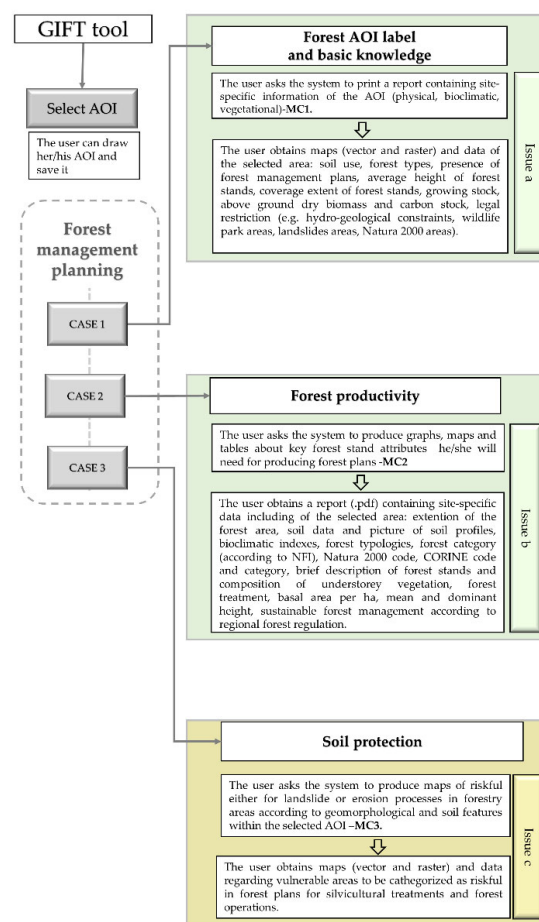 GIFT tool
Select AOI
The user can draw
her/his AOI and
save it
Forest
management
planning
CASE 1
CASE 2
CASE 3
Forest AOI label
and basic knowledge
The user asks the system to print a report containing site-
specific information of the AOI (physical, bioclimatic,
vegetational)-MC1.
The user obtains maps (vector and raster) and data of
the selected area: soil use, forest types, presence of
forest management plans, average height of forest
stands, coverage extent of forest stands, growing stock,
above ground dry biomass and carbon stock, legal
restriction (e.g. hydro-geological constraints, wildlife
park areas, landslides areas, Natura 2000 areas).
Issue a
Forest productivity
The user asks the system to produce graphs, maps and
tables about key forest stand attributes he/she will
need for producing forest plans -MC2
The user obtains a report (.pdf) containing site-specific
data including of the selected area: extention of the
forest area, soil data and picture of soil profiles,
bioclimatic indexes, forest typologies, forest category
(according to NFI), Natura 2000 code, CORINE code
and category, brief description of forest stands and
composition of understorey vegetation, forest
treatment, basal area per ha, mean and dominant
height, sustainable forest management according to
regional forest regulation.
Issue b
Soil protection
The user asks the system to produce maps of riskful
either for landslide or erosion processes in forestry
areas according to geomorphological and soil features
within the selected AOI –MC3.
The user obtains maps (vector and raster) and data
regarding vulnerable areas to be cathegorized as riskful
in forest plans for silvicultural treatments and forest
operations.
Issue c